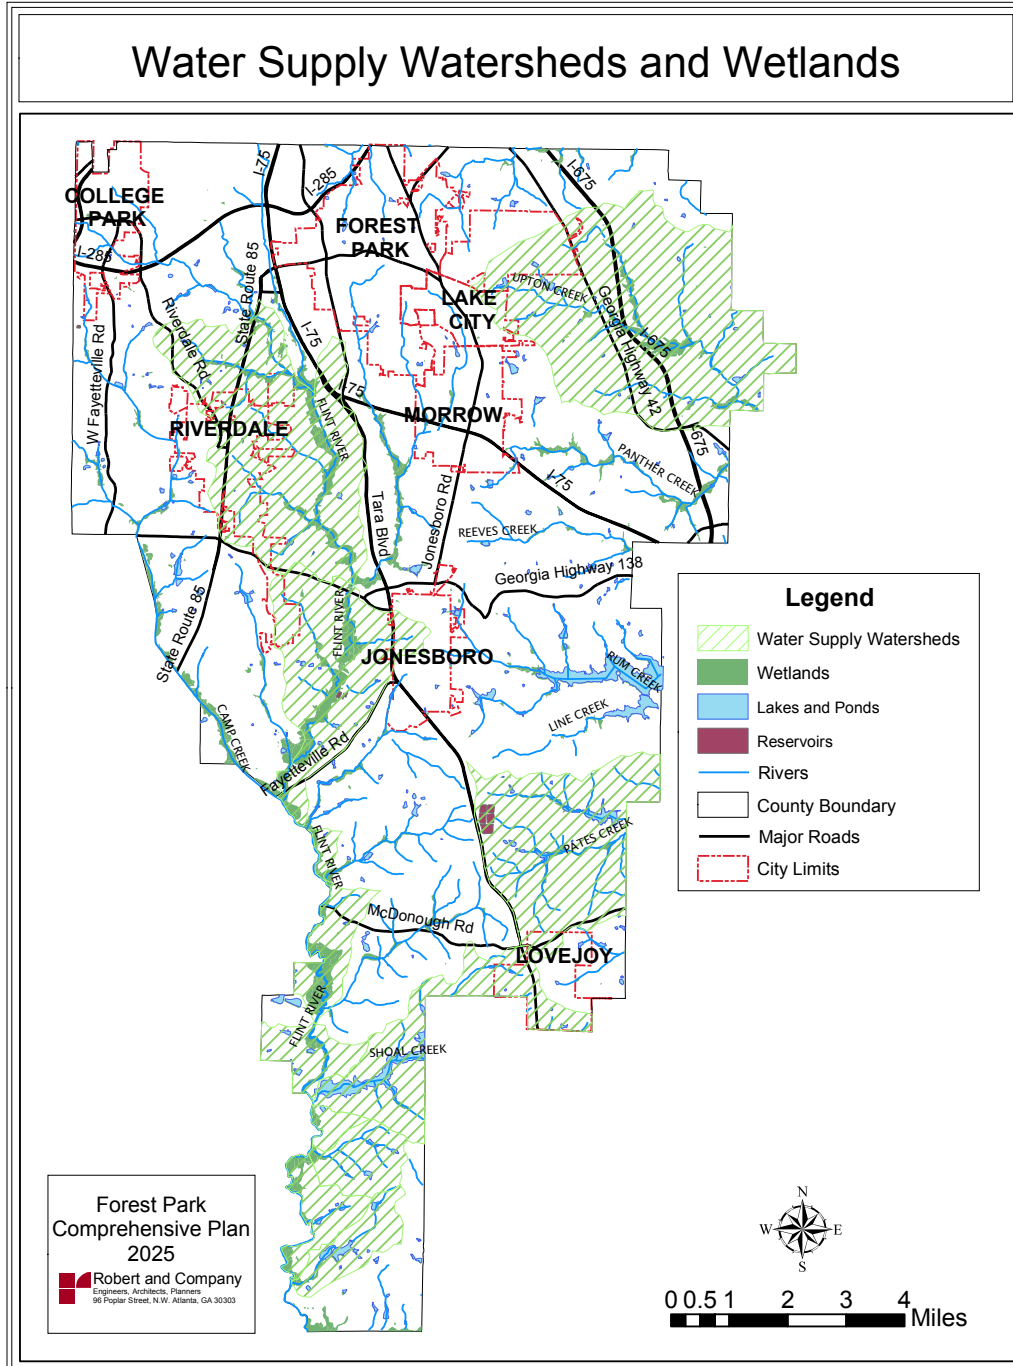 Water Supply Watersheds and Wetlands
I-75
I-285
I-675
COLLEGE
PARK
FOREST
PARK
I-285
State Route 85
UPTON CREEK
LAKE
CITY
Georgia Highway 42
Riverdale Rd
W Fayetteville Rd
I-75
I-675
I-75
FLINT RIVER
MORROW
RIVERDALE
I-675
PANTHER CREEK
I-75
Jonesboro Rd
Tara Blvd
REEVES CREEK
Georgia Highway 138
State Route 85
FLINT RIVER
JONESBORO
RUM CREEK
LINE CREEK
CAMP CREEK
Fayetteville Rd
FLINT RIVER
PATES CREEK
McDonough Rd
LOVEJOY
FLINT RIVER
SHOAL CREEK
Legend
Water Supply Watersheds
Wetlands
Lakes and Ponds
Reservoirs
Rivers
County Boundary
Major Roads
City Limits
Forest Park
Comprehensive Plan
2025
Robert and Company
Engineers, Architects, Planners
96 Poplar Street, N.W. Atlanta, GA 30303
N
W E
S
0 0.5 1 2 3 4
Miles